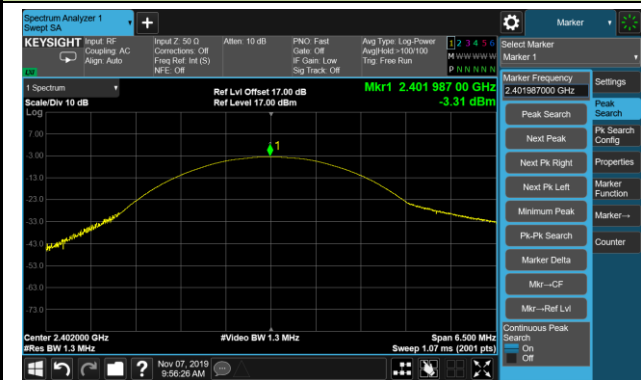 Spectrum Analyzer 1
Swept SA
Marker
KEYSIGHT
Input: RF
Coupling: AC
Align: Auto
Input Z: 50 Ω
Corrections: Off
Freq Ref: Int (S)
NFE: Off
Atten: 10 dB
PNO: Fast
Gate: Off
IF Gain: Low
Sig Track: Off
Avg Type: Log-Power
Avg|Hold:>100/100
Trig: Free Run
1 2 3 4 5 6
M W W W W W
P N N N N N
Select Marker
Marker 1
1 Spectrum
Scale/Div 10 dB
Log
Ref Lvl Offset 17.00 dB
Ref Level 17.00 dBm
Mkr1 2.401 987 00 GHz
-3.31 dBm
7.00
-3.00
-13.0
-23.0
-33.0
-43.0
-53.0
-63.0
-73.0
1
Center 2.402000 GHz
#Res BW 1.3 MHz
#Video BW 1.3 MHz
Span 6.500 MHz
Sweep 1.07 ms (2001 pts)
Marker Frequency
2.401987000 GHz
Peak Search
Next Peak
Next Pk Right
Next Pk Left
Minimum Peak
Pk-Pk Search
Marker Delta
Mkr→CF
Mkr→Ref Lvl
Continuous Peak
Search
On
Off
Settings
Peak
Search
Pk Search
Config
Properties
Marker
Function
Marker→
Counter
Nov 07, 2019
9:56:26 AM